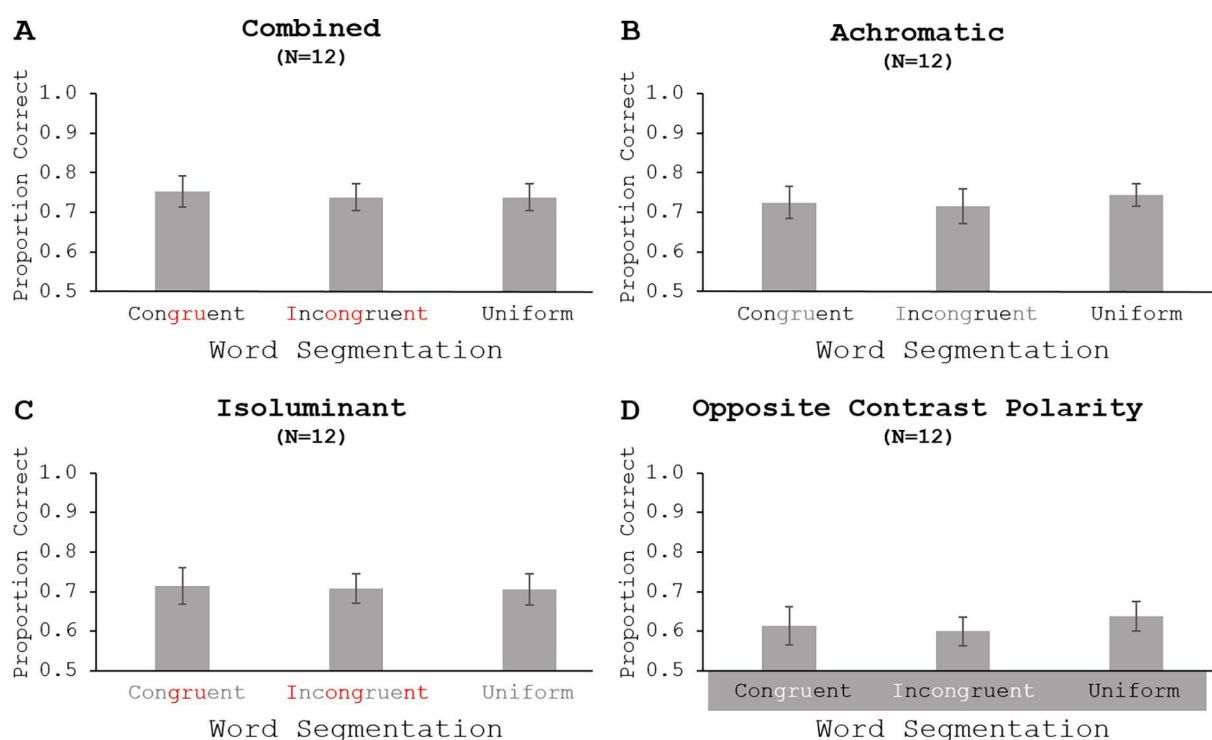 A
Combined
(N=12)
Proportion Correct
1.0
0.9
0.8
0.7
0.6
0.5
Congruent Incongruent Uniform
Word Segmentation
B
Achromatic
(N=12)
Proportion Correct
1.0
0.9
0.8
0.7
0.6
0.5
Congruent Incongruent Uniform
Word Segmentation
C
Isoluminant
(N=12)
Proportion Correct
1.0
0.9
0.8
0.7
0.6
0.5
Congruent Incongruent Uniform
Word Segmentation
D
Opposite Contrast Polarity
(N=12)
Proportion Correct
1.0
0.9
0.8
0.7
0.6
0.5
Congruent Incongruent Uniform
Word Segmentation